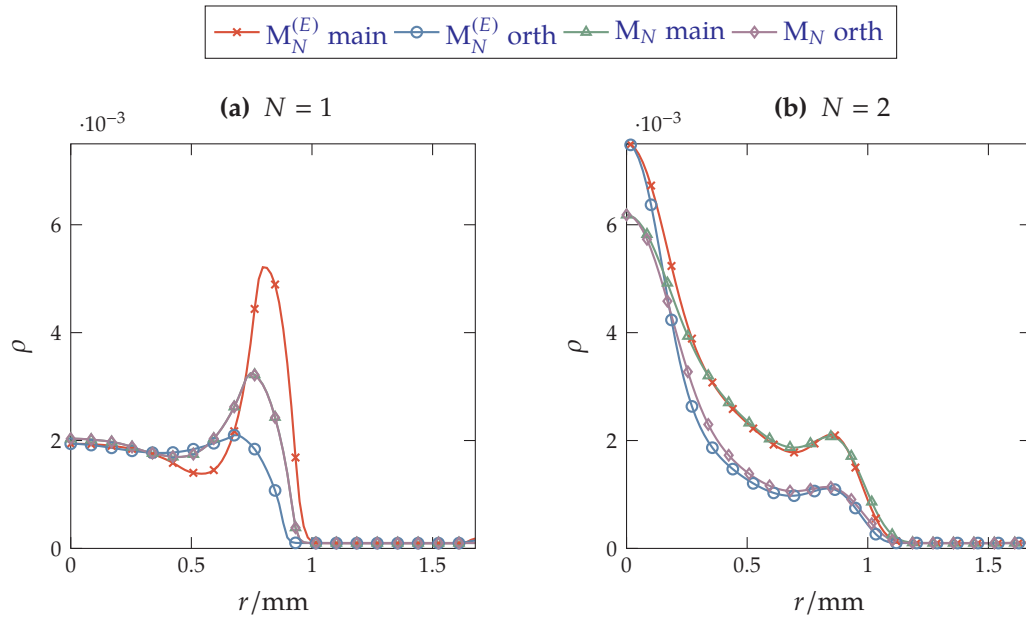 M_N^(E) main M_N^(E) orth M_N main M_N orth
(a) N = 1
(b) N = 2
·10⁻³
·10⁻³
6
4
2
0
ρ
0 0.5 1 1.5
r/mm
6
4
2
0
ρ
0 0.5 1 1.5
r/mm